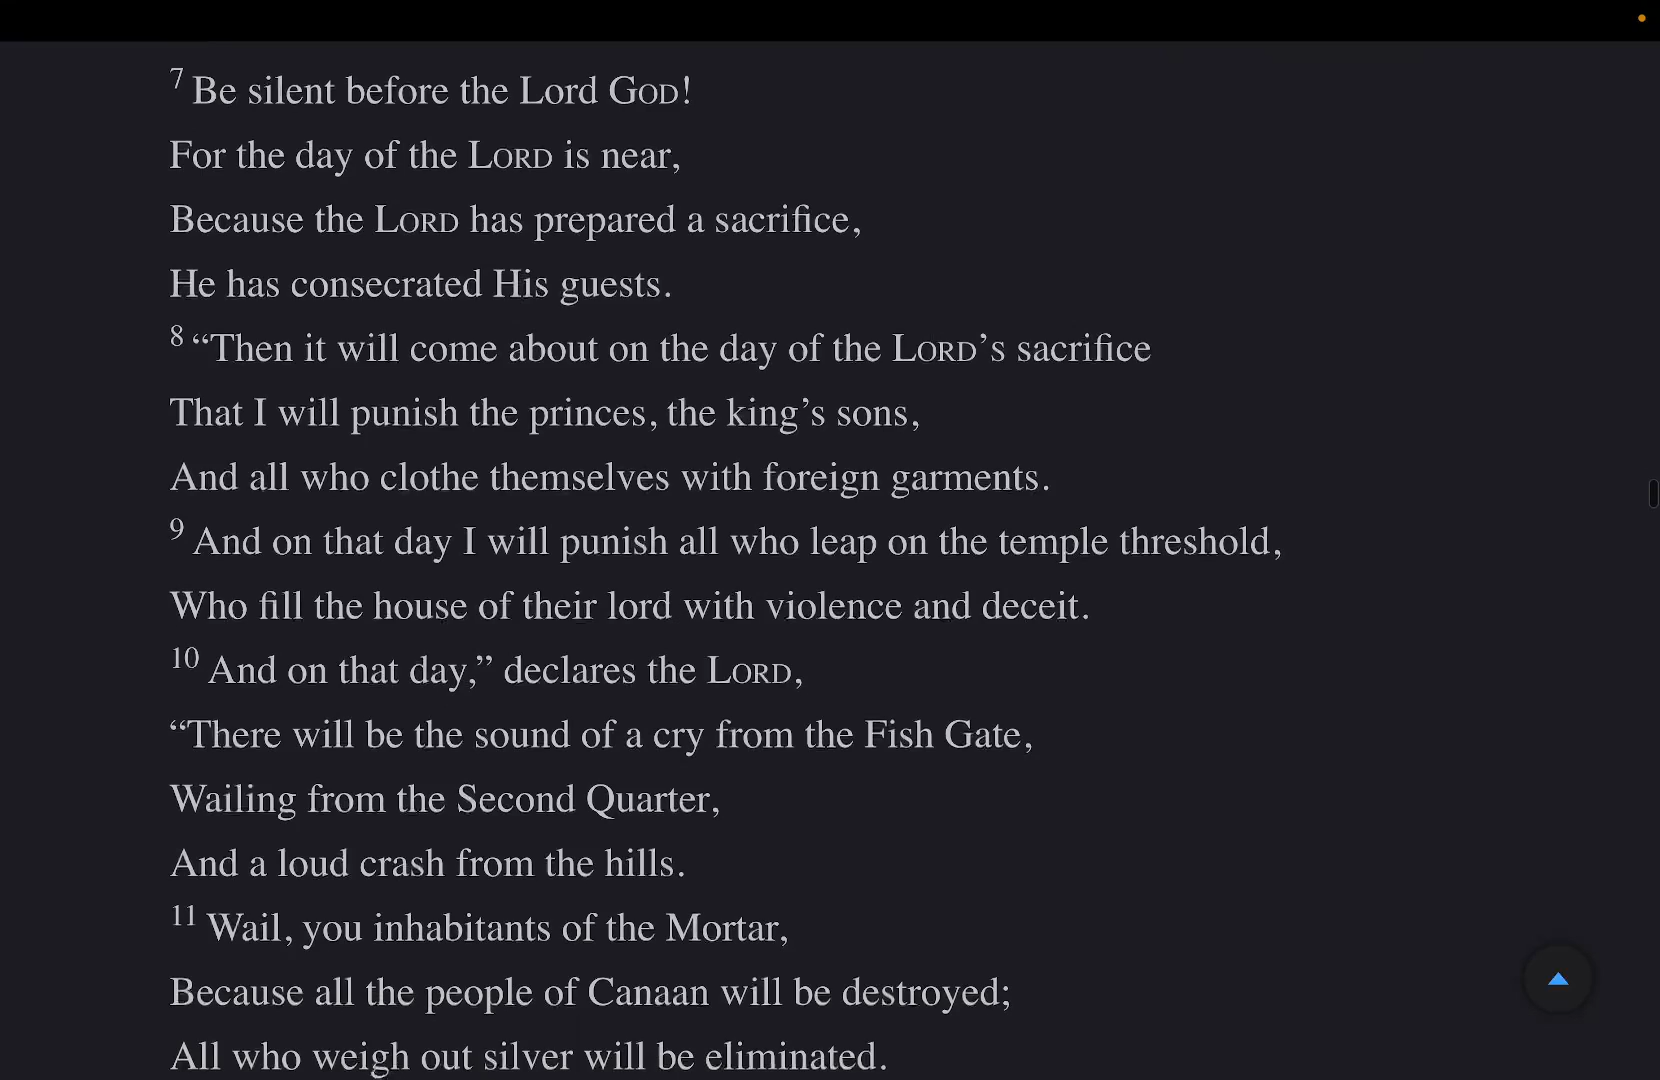 7 Be silent before the Lord GOD!
For the day of the LORD is near,
Because the LORD has prepared a sacrifice,
He has consecrated His guests.
8 “Then it will come about on the day of the LORD’s sacrifice
That I will punish the princes, the king’s sons,
And all who clothe themselves with foreign garments.
9 And on that day I will punish all who leap on the temple threshold,
Who fill the house of their lord with violence and deceit.
10 And on that day,” declares the LORD,
“There will be the sound of a cry from the Fish Gate,
Wailing from the Second Quarter,
And a loud crash from the hills.
11 Wail, you inhabitants of the Mortar,
Because all the people of Canaan will be destroyed;
All who weigh out silver will be eliminated.